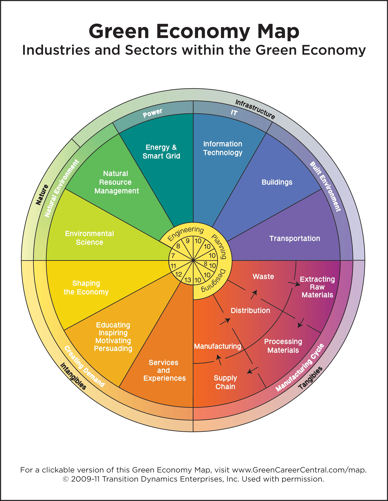 Green Economy Map
Industries and Sectors within the Green Economy
Infrastructure
Power
IT
Nature
Natural Environment
Built Environment
Energy &
Smart Grid
Information
Technology
Natural
Resource
Management
Buildings
Environmental
Science
Transportation
Engineering
Planning
Designing
Shaping
the Economy
Waste
Extracting
Raw
Materials
Distribution
Educating
Inspiring
Motivating
Persuading
Manufacturing
Processing
Materials
Services
and
Experiences
Supply
Chain
Creating Demand
Intangibles
Manufacturing Cycle
Tangibles
For a clickable version of this Green Economy Map, visit www.GreenCareerCentral.com/map.
© 2009-11 Transition Dynamics Enterprises, Inc. Used with permission.